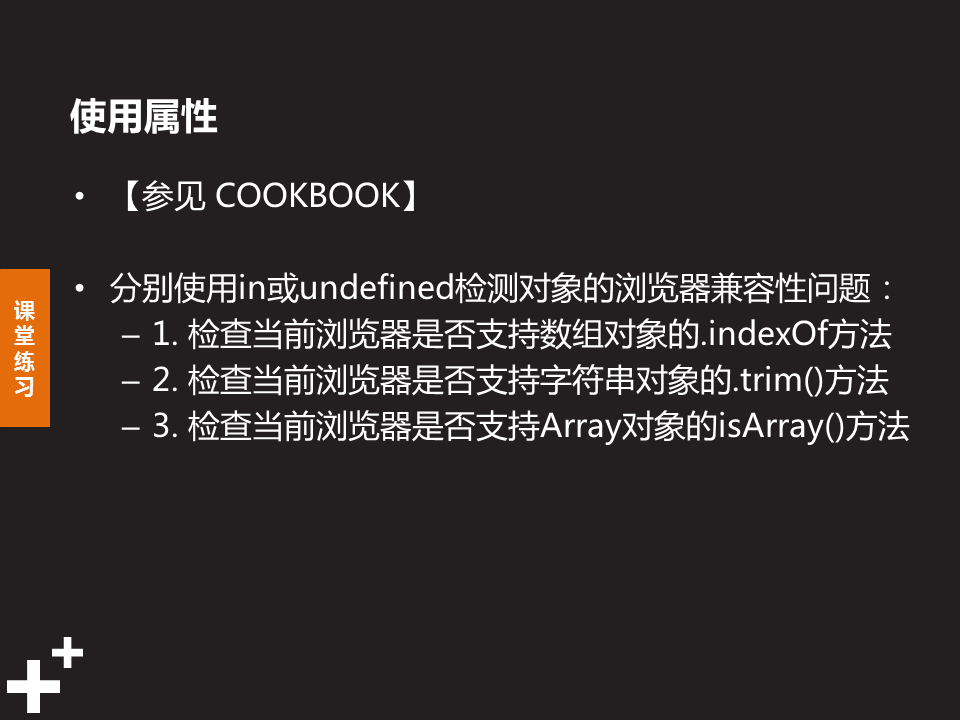 使用属性
• 【参见 COOKBOOK】
• 分别使用in或undefined检测对象的浏览器兼容性问题：
– 1. 检查当前浏览器是否支持数组对象的.indexOf方法
– 2. 检查当前浏览器是否支持字符串对象的.trim()方法
– 3. 检查当前浏览器是否支持Array对象的isArray()方法
课堂练习